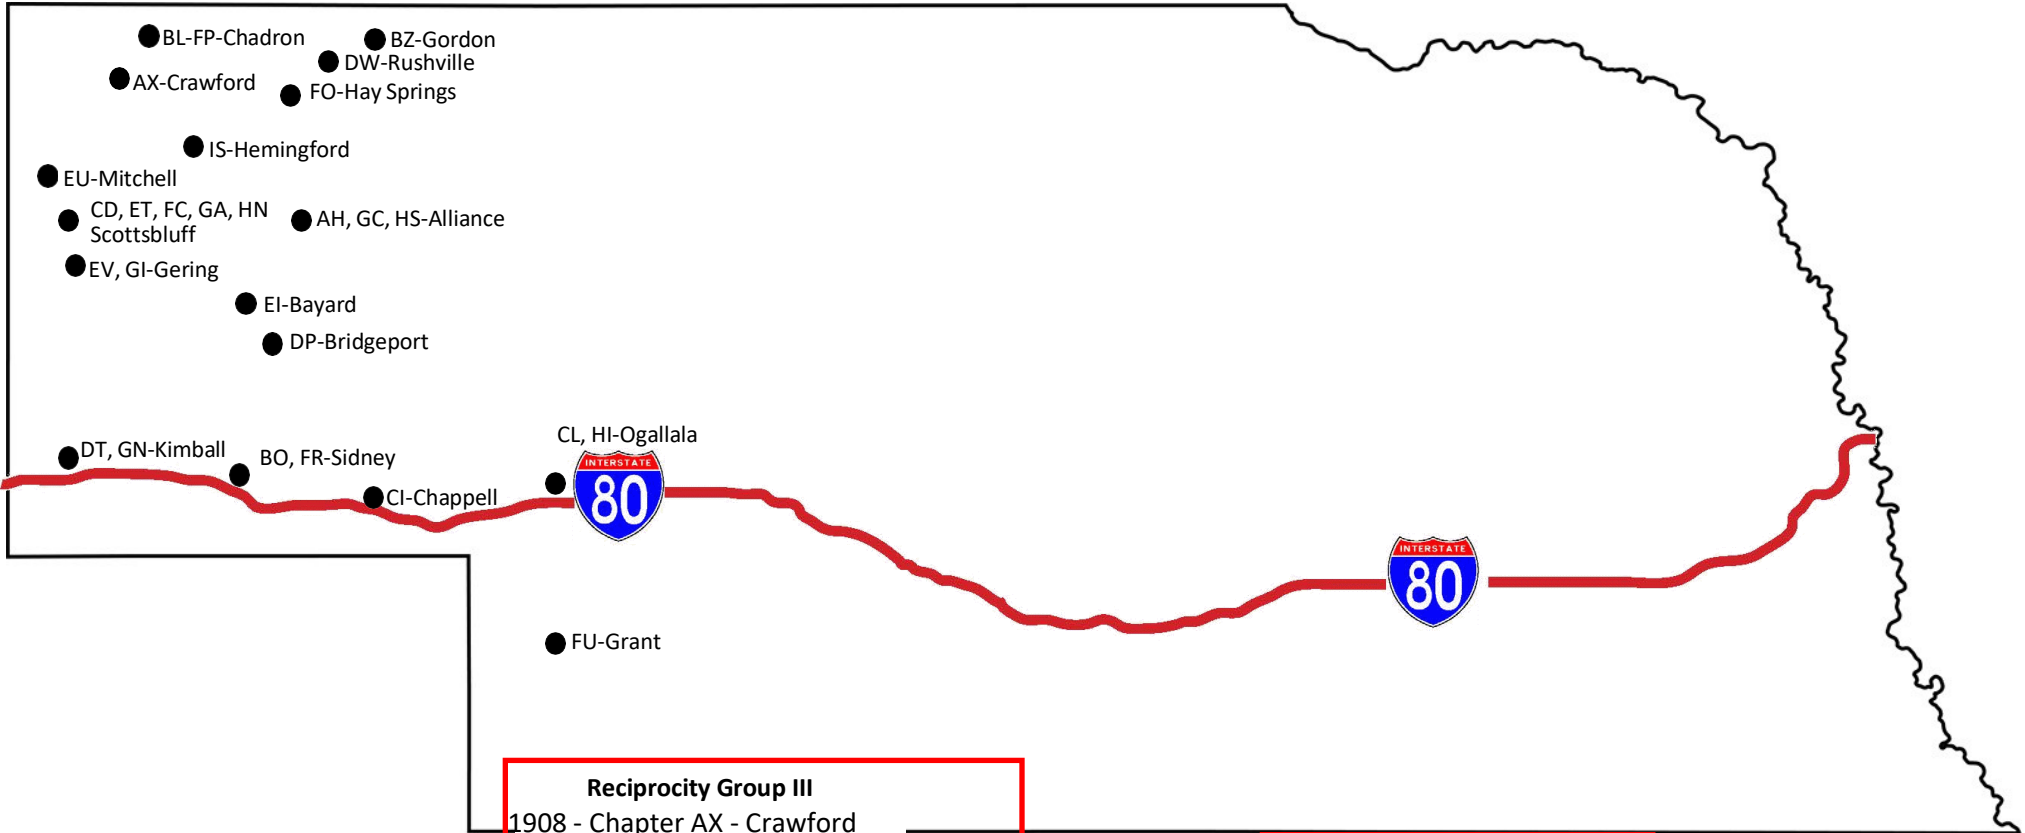 BL-FP-Chadron
BZ-Gordon
DW-Rushville
AX-Crawford
FO-Hay Springs
IS-Hemingford
EU-Mitchell
CD, ET, FC, GA, HN
Scottsbluff
AH, GC, HS-Alliance
EV, GI-Gering
EI-Bayard
DP-Bridgeport
CL, HI-Ogallala
DT, GN-Kimball
BO, FR-Sidney
CI-Chappell
INTERSTATE
80
INTERSTATE
80
FU-Grant
Reciprocity Group III
1908 - Chapter AX - Crawford